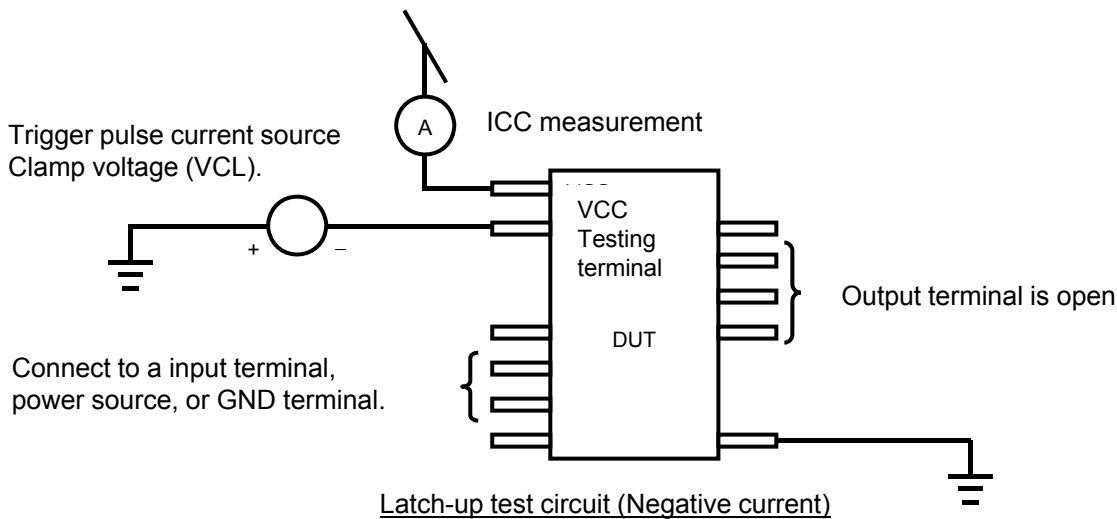 A
ICC measurement
Trigger pulse current source
Clamp voltage (VCL).
+
−
VCC
Testing
terminal
Output terminal is open
DUT
Connect to a input terminal,
power source, or GND terminal.
Latch-up test circuit (Negative current)